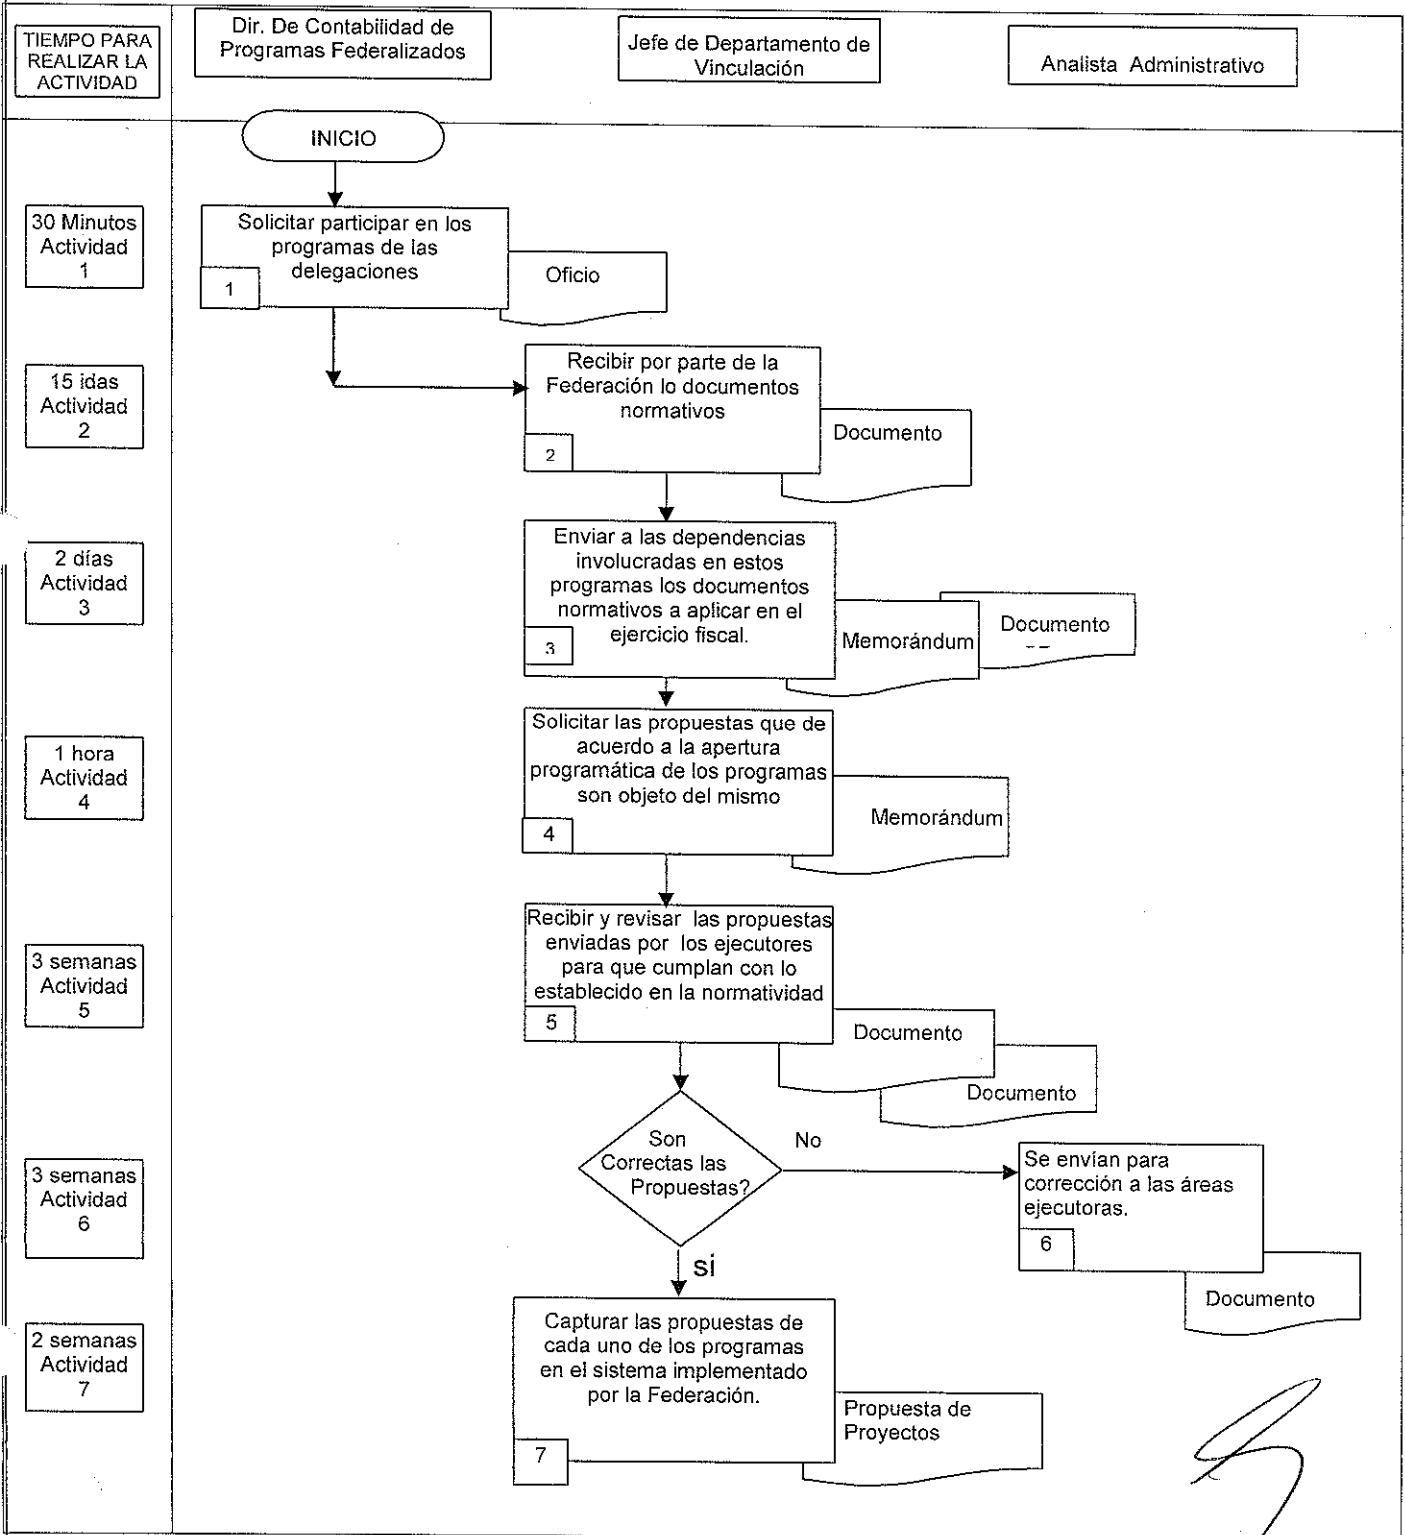 TIEMPO PARA
REALIZAR LA
ACTIVIDAD
Dir. De Contabilidad de
Programas Federalizados
Jefe de Departamento de
Vinculación
Analista Administrativo
INICIO
30 Minutos
Actividad
1
Solicitar participar en los
programas de las
delegaciones
1
Oficio
15 idas
Actividad
2
Recibir por parte de la
Federación lo documentos
normativos
2
Documento
2 días
Actividad
3
Enviar a las dependencias
involucradas en estos
programas los documentos
normativos a aplicar en el
ejercicio fiscal.
3
Memorándum
Documento
1 hora
Actividad
4
Solicitar las propuestas que de
acuerdo a la apertura
programática de los programas
son objeto del mismo
4
Memorándum
3 semanas
Actividad
5
Recibir y revisar las propuestas
enviadas por los ejecutores
para que cumplan con lo
establecido en la normatividad
5
Documento
Documento
3 semanas
Actividad
6
Son
Correctas las
Propuestas?
No
si
Se envían para
corrección a las áreas
ejecutoras.
6
Documento
2 semanas
Actividad
7
Capturar las propuestas de
cada uno de los programas
en el sistema implementado
por la Federación.
7
Propuesta de
Proyectos